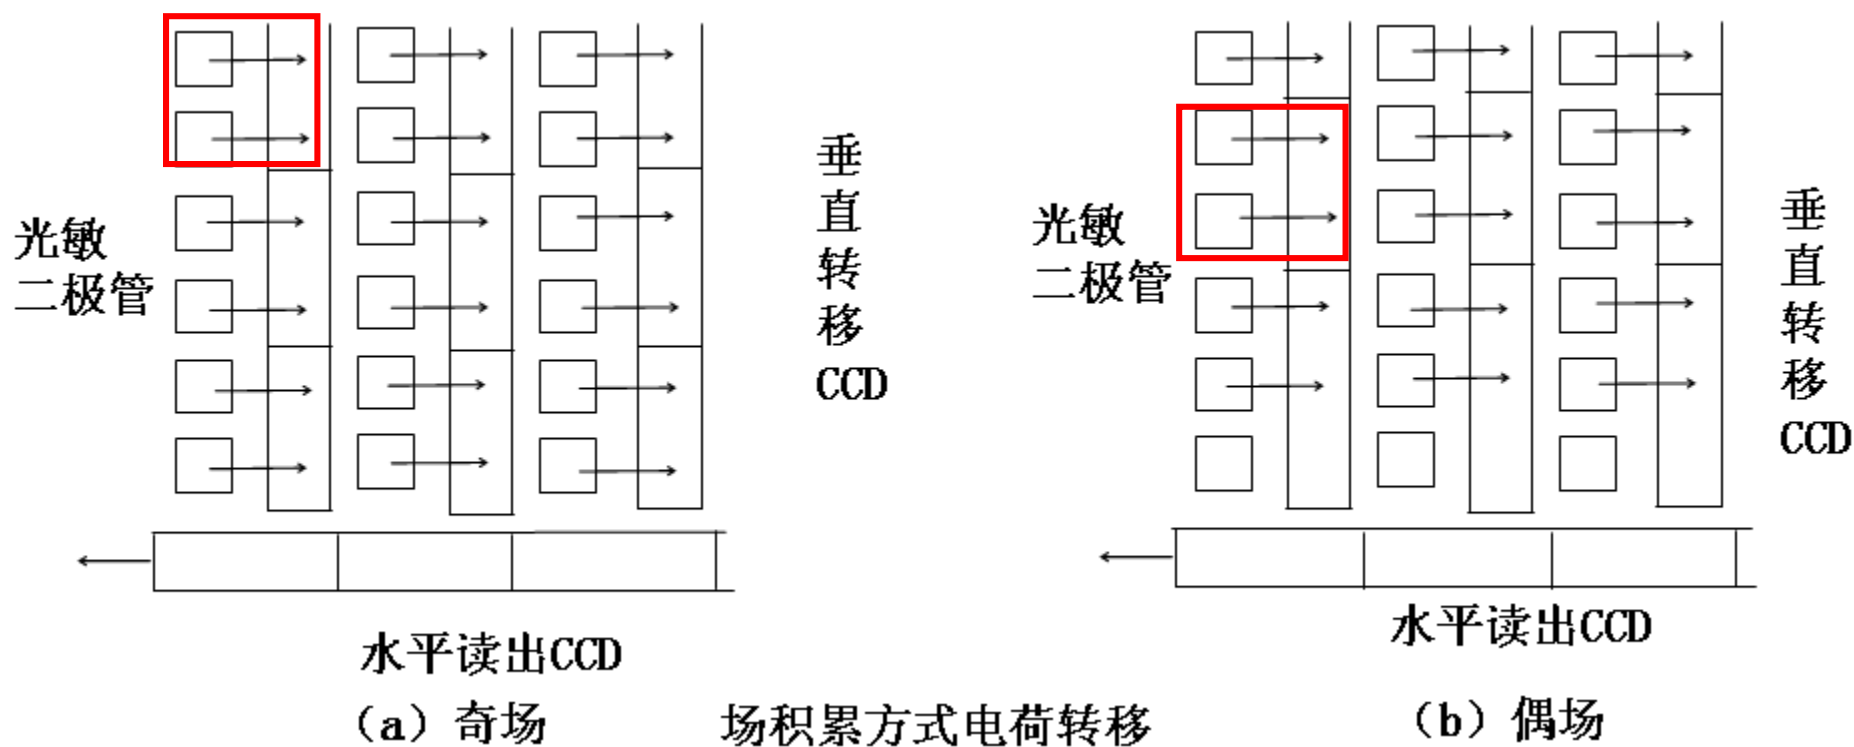 光敏
二极管
垂
直
转
移
CCD
水平读出CCD
(a)奇场
场积累方式电荷转移
光敏
二极管
垂
直
转
移
CCD
水平读出CCD
(b)偶场